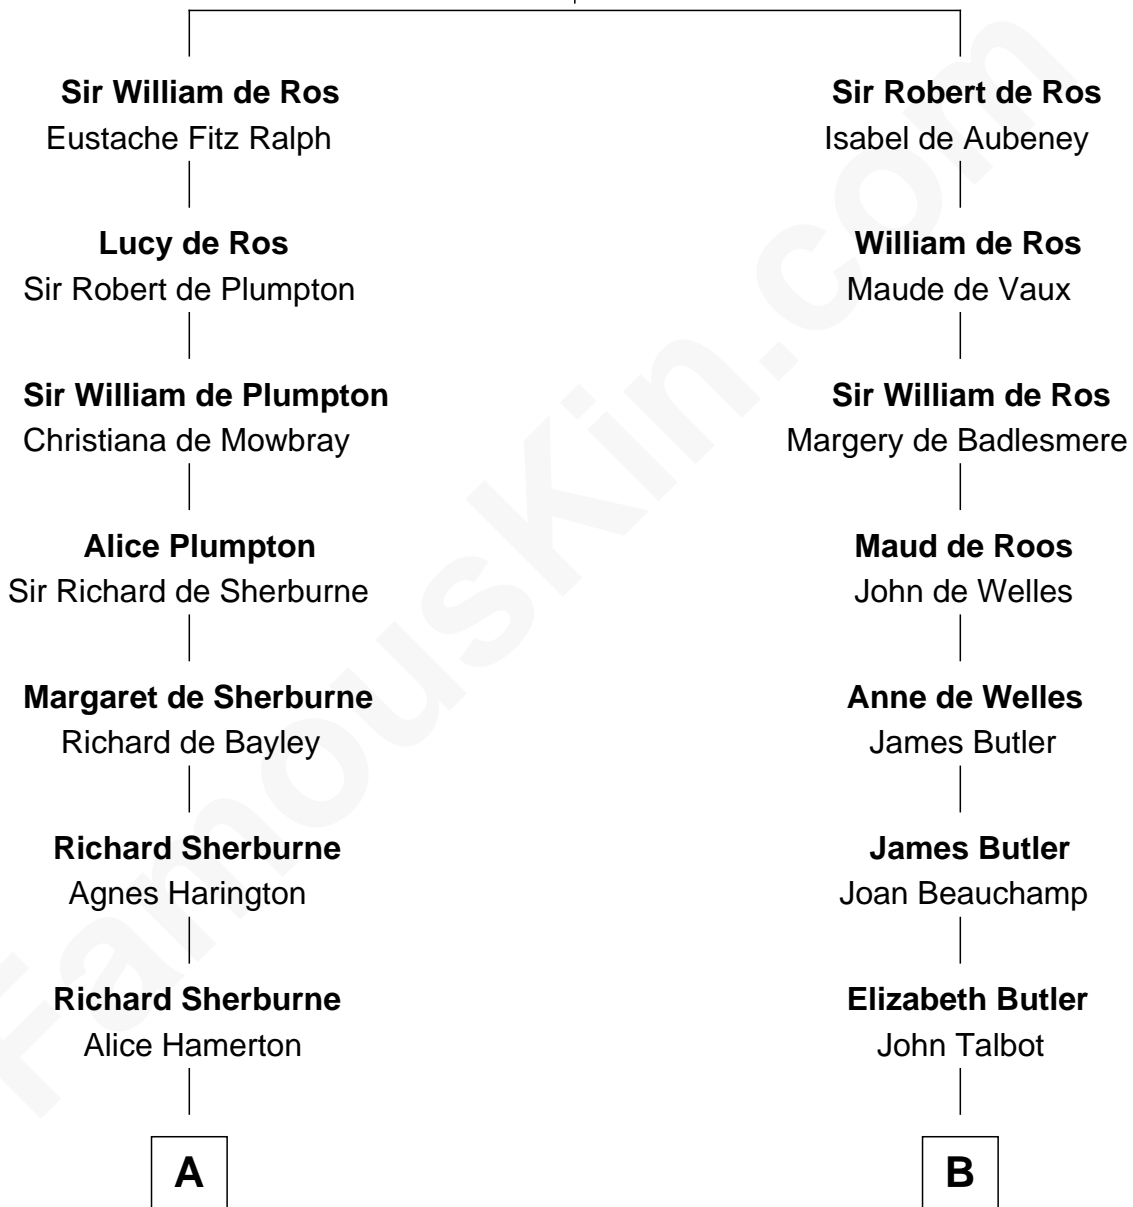 Sir William de Ros
Eustache Fitz Ralph
Lucy de Ros
Sir Robert de Plumpton
Sir William de Plumpton
Christiana de Mowbray
Alice Plumpton
Sir Richard de Sherburne
Margaret de Sherburne
Richard de Bayley
Richard Sherburne
Agnes Harington
Richard Sherburne
Alice Hamerton
A
Sir Robert de Ros
Isabel de Aubeney
William de Ros
Maude de Vaux
Sir William de Ros
Margery de Badlesmere
Maud de Roos
John de Welles
Anne de Welles
James Butler
James Butler
Joan Beauchamp
Elizabeth Butler
John Talbot
B
FamousKin.com